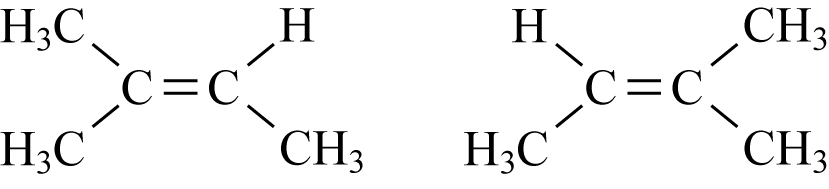 H₃C H H CH₃
C=C C=C
H₃C CH₃ H₃C CH₃